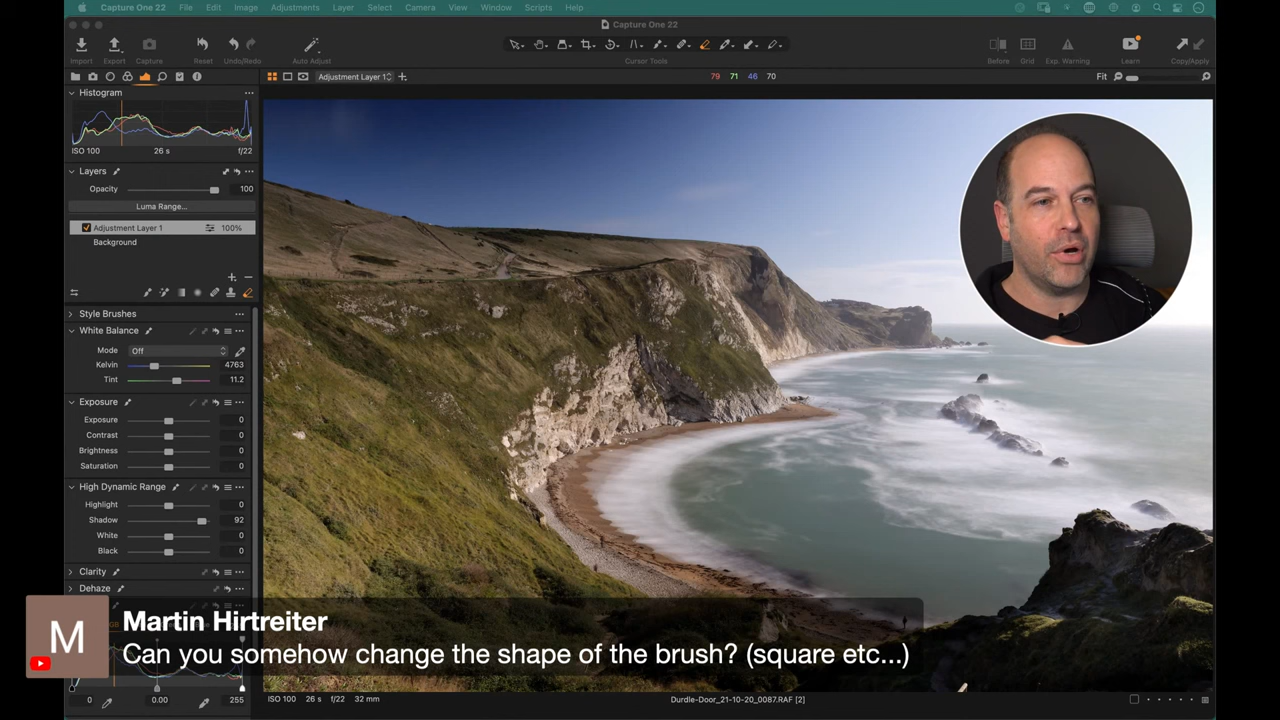 Capture One 22 File Edit Image Adjustments Layer Select Camera View Window Scripts Help
Capture One 22
Import Export Capture Reset Undo/Redo Auto Adjust Cursor Tools Before Grid Exp. Warning Learn Copy/Apply
Adjustment Layer 1
79 71 46 70
Fit
Histogram
ISO 100 26 s f/22
Layers
Opacity 100
Luma Range...
Adjustment Layer 1 100%
Background
Style Brushes
White Balance
Mode Off
Kelvin 4763
Tint 11.2
Exposure
Exposure 0
Contrast 0
Brightness 0
Saturation 0
High Dynamic Range
Highlight 0
Shadow 92
White 0
Black 0
Clarity
Dehaze
M
Martin Hirtreiter
Can you somehow change the shape of the brush? (square etc...)
0 0.00 255
ISO 100 26 s f/22 32 mm
Durdle-Door_21-10-20_0087.RAF [2]